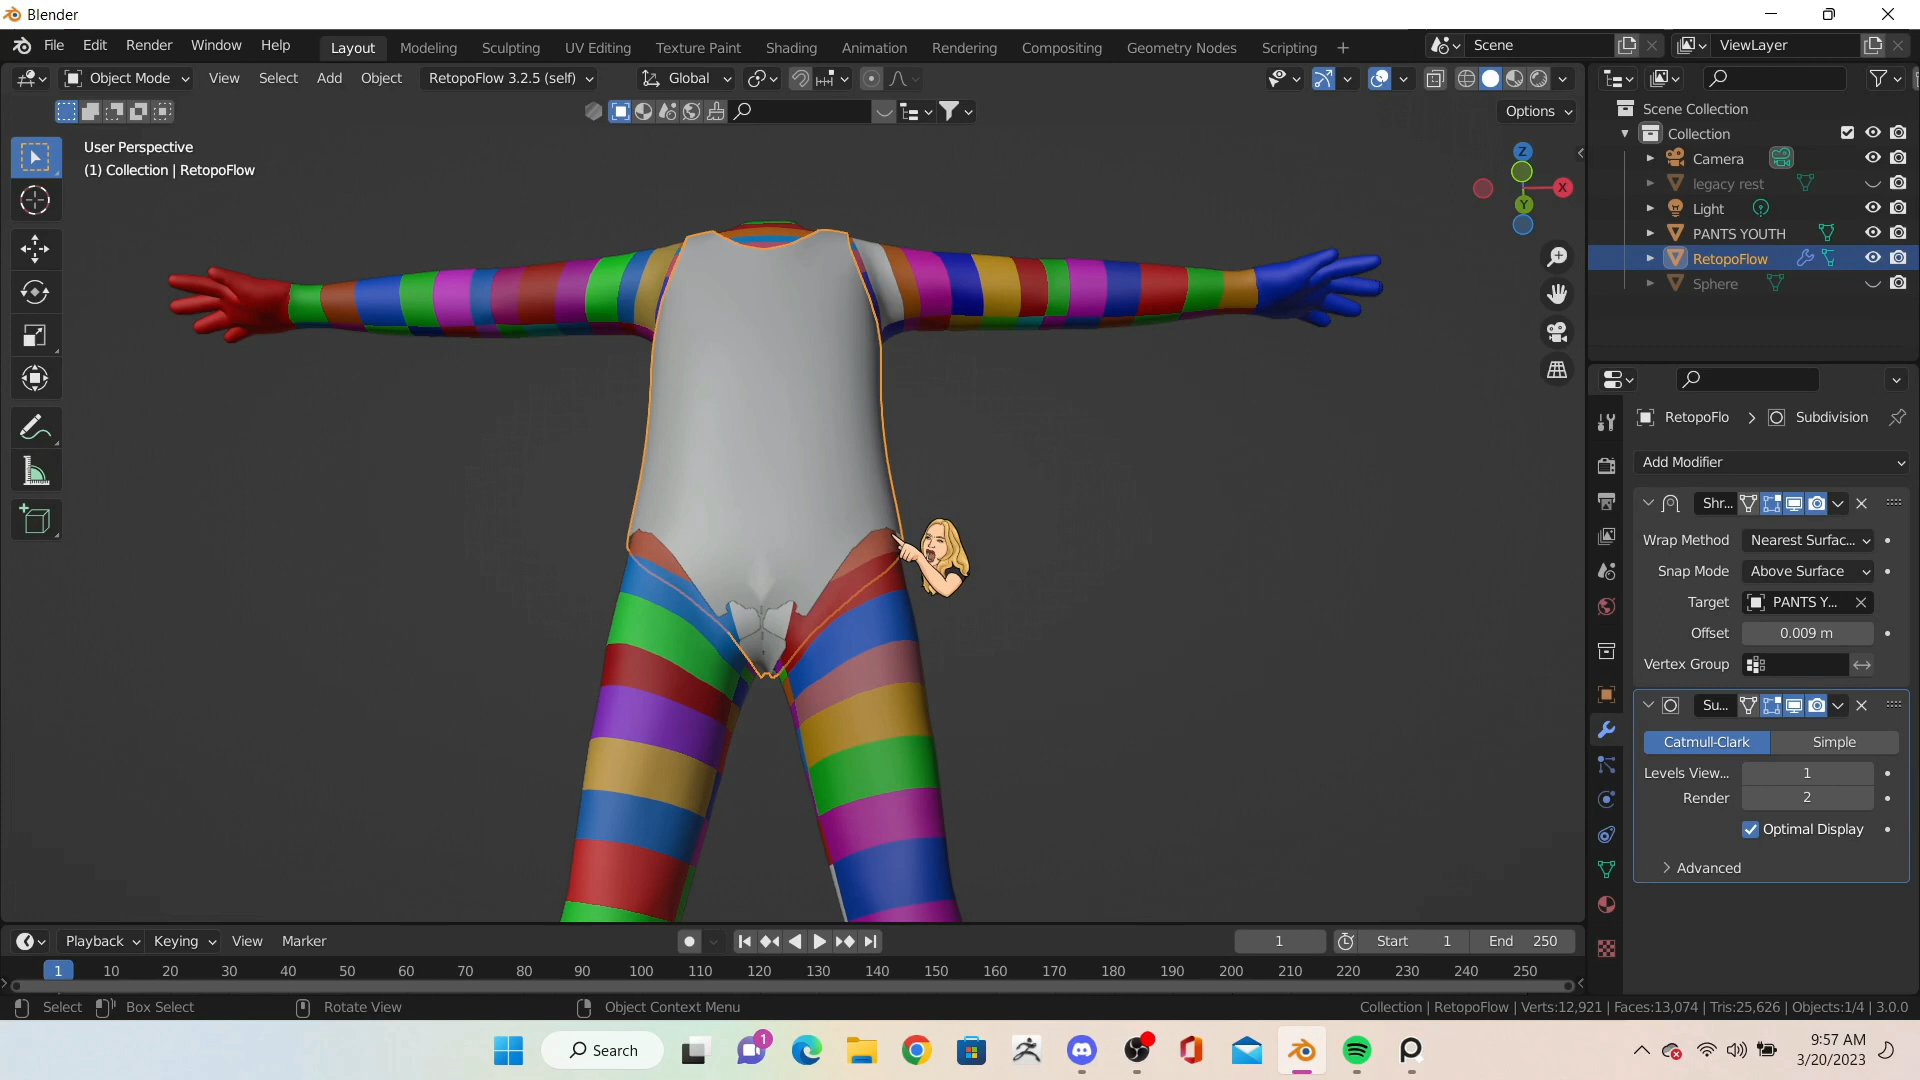 Blender
File Edit Render Window Help Layout Modeling Sculpting UV Editing Texture Paint Shading Animation Rendering Compositing Geometry Nodes Scripting + Scene ViewLayer
Object Mode View Select Add Object RetopoFlow 3.2.5 (self) Global
Options
User Perspective
(1) Collection | RetopoFlow
Z
X
Y
Scene Collection
Collection
Camera
legacy rest
Light
PANTS YOUTH
RetopoFlow
Sphere
RetopoFlo > Subdivision
Add Modifier
Shr...
Wrap Method Nearest Surfac...
Snap Mode Above Surface
Target PANTS Y...
Offset 0.009 m
Vertex Group
Su...
Catmull-Clark Simple
Levels View... 1
Render 2
Optimal Display
Advanced
Playback Keying View Marker 1 Start 1 End 250
1 10 20 30 40 50 60 70 80 90 100 110 120 130 140 150 160 170 180 190 200 210 220 230 240 250
Select Box Select Rotate View Object Context Menu Collection | RetopoFlow | Verts:12,921 | Faces:13,074 | Tris:25,626 | Objects:1/4 | 3.0.0
Search 1 9:57 AM
3/20/2023